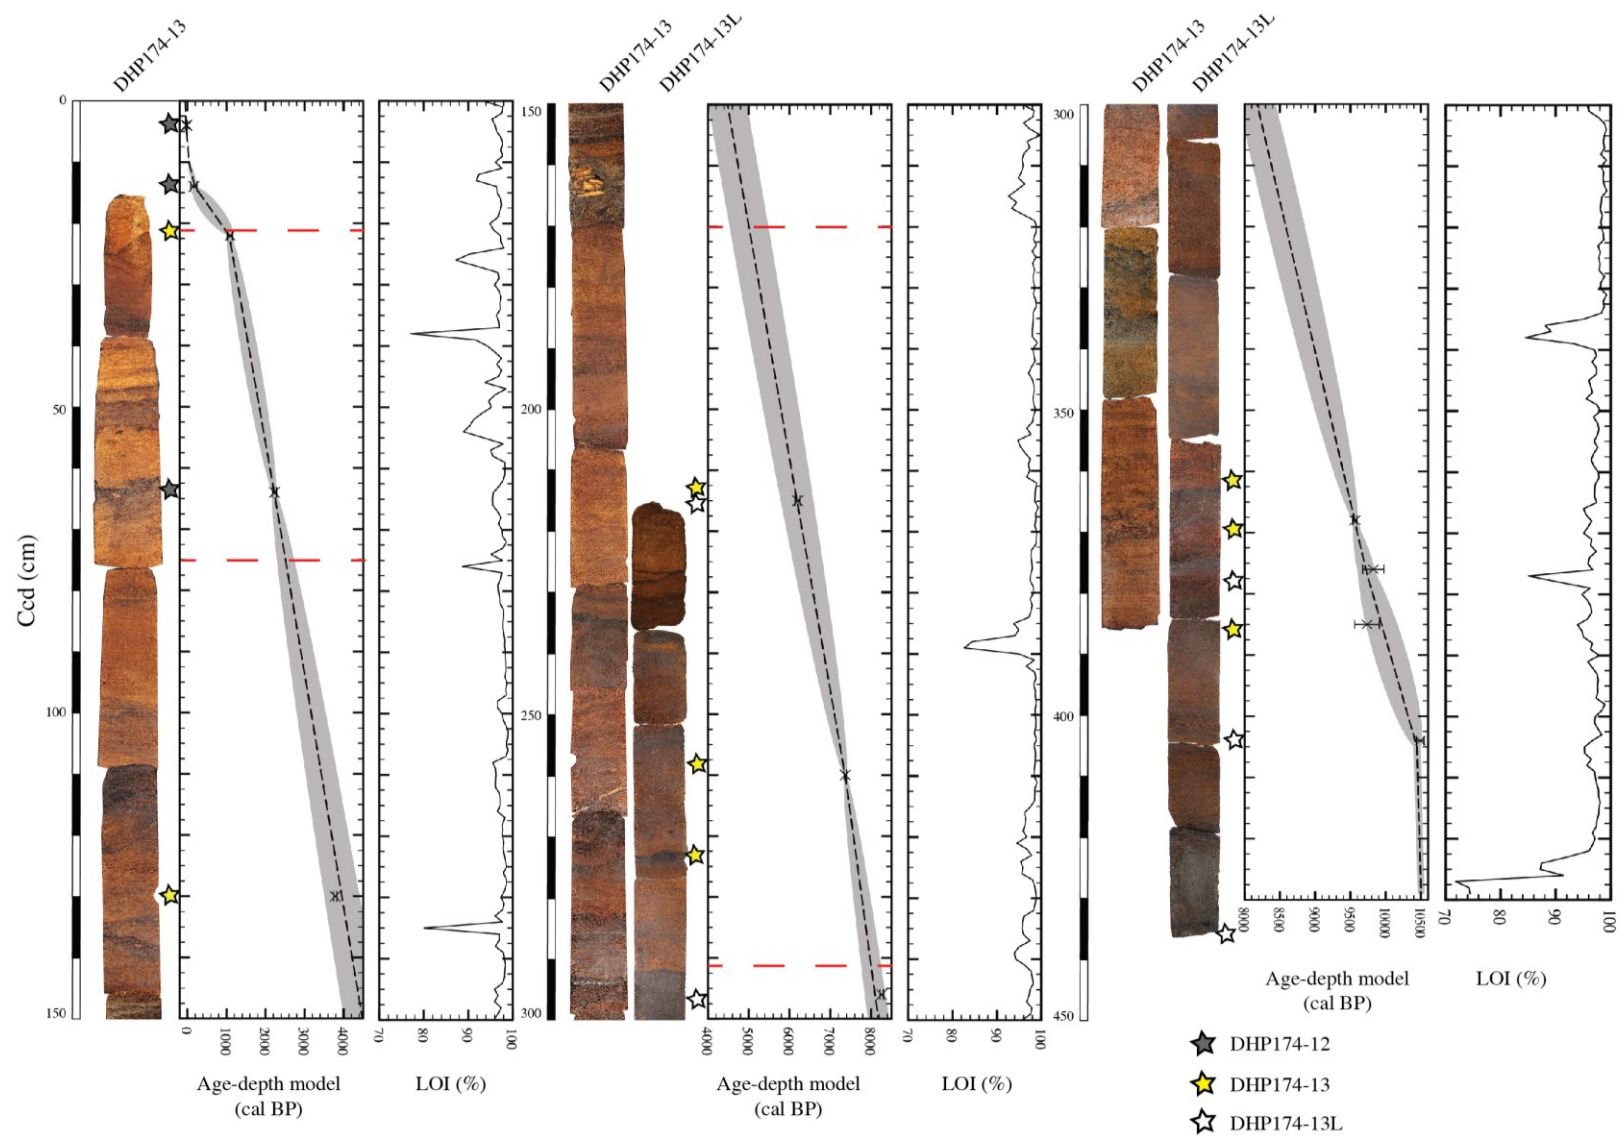 DHP174-13
DHP174-13
DHP174-13L
DHP174-13
DHP174-13L
Ccd (cm)
0
50
100
150
0
1000
2000
3000
4000
Age-depth model
(cal BP)
70
80
90
100
LOI (%)
150
200
250
300
4000
5000
6000
7000
8000
Age-depth model
(cal BP)
70
80
90
100
LOI (%)
300
350
400
450
8000
8500
9000
9500
10000
10500
Age-depth model
(cal BP)
70
80
90
100
LOI (%)
DHP174-12
DHP174-13
DHP174-13L